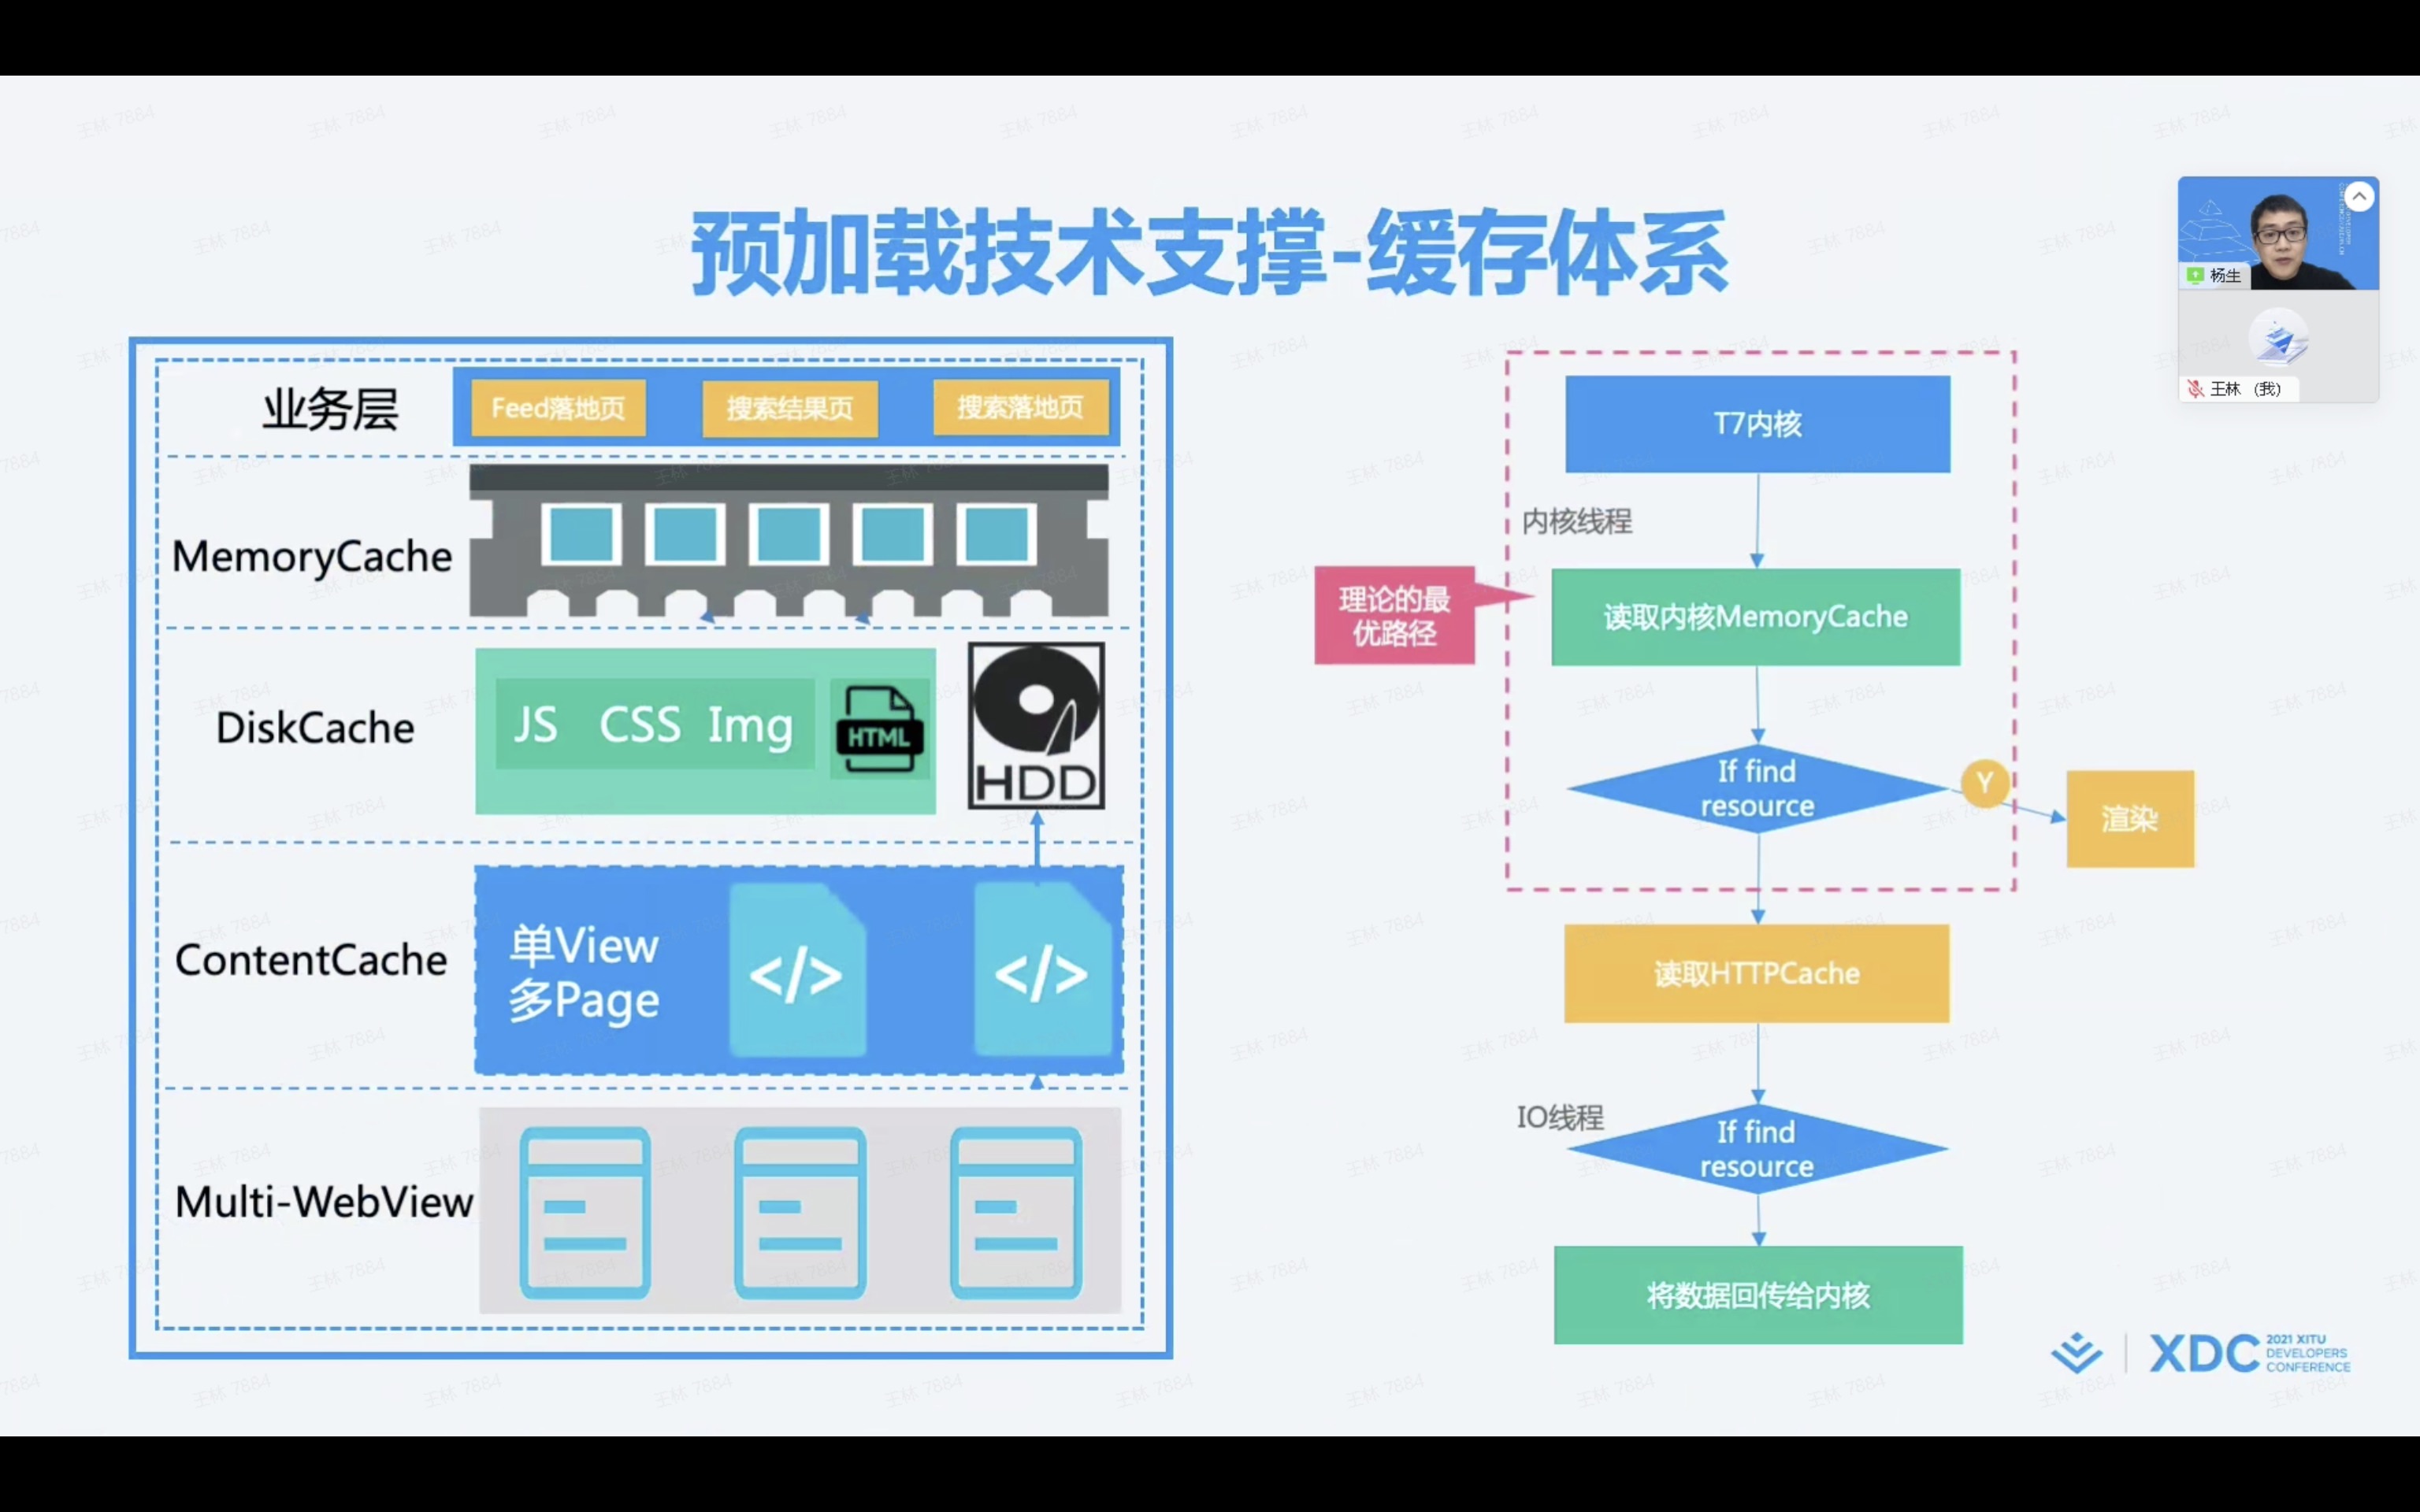 预加载技术支撑-缓存体系
业务层
Feed落地页
搜索结果页
搜索落地页
MemoryCache
DiskCache
JS CSS Img
HTML
HDD
ContentCache
单View
多Page
</>
</>
Multi-WebView
T7内核
内核线程
理论的最
优路径
读取内核MemoryCache
If find
resource
Y
渲染
读取HTTPCache
IO线程
If find
resource
将数据回传给内核
杨生
王林 (我)
XDC
2021 XITU
DEVELOPERS
CONFERENCE
王林 7884